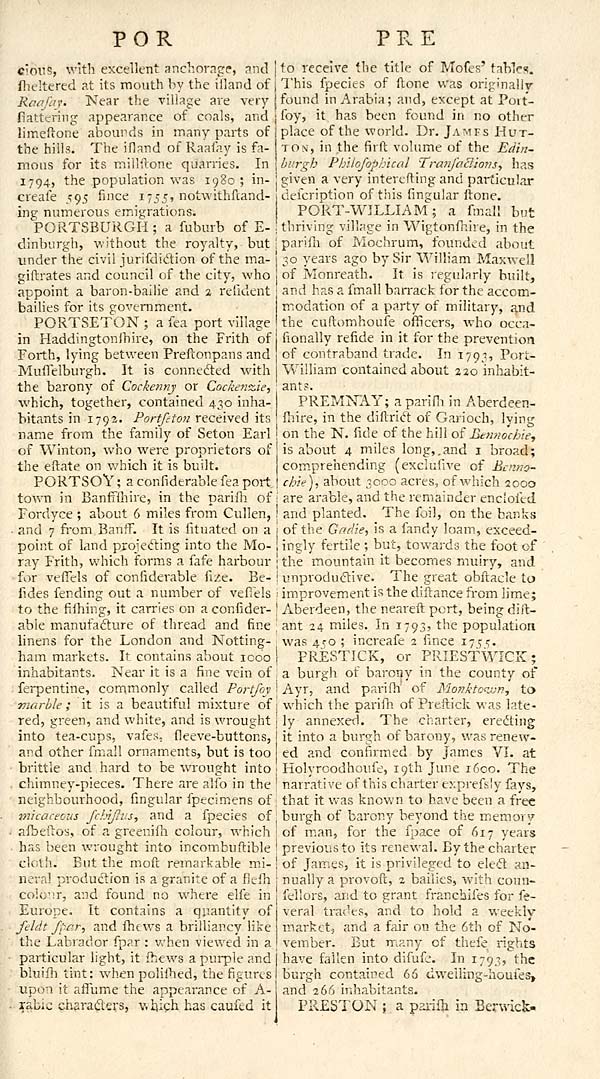 POR
cious, with excellent anchorage, and
ſheltered at its mouth by the iſland of
Raaſay. Near the village are very
flattering appearance of coals, and
limeſtone abounds in many parts of
the hills. The iſland of Raaſay is fa-
mous for its millſtone quarries. In
1794, the population was 1980; in-
creaſe 595 ſince 1755, notwithſtand-
ing numerous emigrations.
PORTSBURGH; a ſuburb of E-
dinburgh, without the royalty, but
under the civil juriſdiction of the ma-
giſtrates and council of the city, who
appoint a baron-bailie and 2 reſident
bailies for its government.
PORTSETON; a ſea port village
in Haddingtonſhire, on the Frith of
Forth, lying between Preſtonpans and
Muſſelburgh. It is connected with
the barony of Cockenny or Cockenzie,
which, together, contained 430 inha-
bitants in 1792. Portſeton received its
name from the family of Seton Earl
of Winton, who were proprietors of
the eſtate on which it is built.
PORTSOY; a conſiderable ſea port
town in Banffſhire, in the pariſh of
Fordyce; about 6 miles from Cullen,
and 7 from Banff. It is ſituated on a
point of land projecting into the Mo-
ray Frith, which forms a ſafe harbour
for veſſels of conſiderable ſize. Be-
ſides ſending out a number of veſſels
to the fiſhing, it carries on a conſider-
able manufacture of thread and fine
linens for the London and Notting-
ham markets. It contains about 1000
inhabitants. Near it is a fine vein of
ſerpentine, commonly called Portſoy
marble; it is a beautiful mixture of
red, green, and white, and is wrought
into tea-cups, vaſes, ſleeve-buttons,
and other ſmall ornaments, but is too
brittle and hard to be wrought into
chimney-pieces. There are alſo in the
neighbourhood, ſingular ſpecimens of
micaceous ſchiſtus, and a ſpecies of
aſbeſtos, of a greeniſh colour, which
has been wrought into incombuſtible
cloth. But the moſt remarkable mi-
neral production is a granite of a fleſh
colour, and found no where elſe in
Europe. It contains a quantity of
feldt ſpar, and ſhews a brilliancy like
the Labrador ſpar: when viewed in a
particular light, it ſhews a purple and
bluiſh tint: when poliſhed, the figures
upon it aſſume the appearance of A-
rabic characters, which has cauſed it
PRE
to receive the title of Moſes' tables.
This ſpecies of ſtone was originally
found in Arabia; and, except at Port-
ſoy, it has been found in no other
place of the world. Dr. JAMES HUT-
TON, in the firſt volume of the Edin-
burgh Philoſophical Tranſactions, has
given a very intereſting and particular
deſcription of this ſingular ſtone.
PORT-WILLIAM; a ſmall but
thriving village in Wigtonſhire, in the
pariſh of Mochrum, founded about
30 years ago by Sir William Maxwell
of Monreath. It is regularly built,
and has a ſmall barrack for the accom-
modation of a party of military, and
the cuſtomhouſe officers, who occa-
ſionally reſide in it for the prevention
of contraband trade. In 1793, Port-
William contained about 220 inhabit-
ants.
PREMNAY; a pariſh in Aberdeen-
ſhire, in the diſtrict of Garioch, lying
on the N. ſide of the hill of Bennochie,
is about 4 miles long, and 1 broad;
comprehending (excluſive of Benno-
chie), about 3000 acres, of which 2000
are arable, and the remainder encloſed
and planted. The ſoil, on the banks
of the Gadie, is a ſandy loam, exceed-
ingly fertile; but, towards the foot of
the mountain it becomes muiry, and
unproductive. The great obſtacle to
improvement is the diſtance from lime;
Aberdeen, the neareſt port, being diſt-
ant 24 miles. In 1793, the population
was 450; increaſe 2 ſince 1755.
PRESTICK, or PRIESTWICK;
a burgh of barony in the county of
Ayr, and pariſh of Monktown, to
which the pariſh of Preſtick was late-
ly annexed. The charter, erecting
it into a burgh of barony, was renew-
ed and confirmed by James VI. at
Holyroodhouſe, 19th June 1600. The
narrative of this charter expreſsly ſays,
that it was known to have been a free
burgh of barony beyond the memory
of man, for the ſpace of 617 years
previous to its renewal. By the charter
of James, it is privileged to elect an-
nually a provoſt, 2 bailies, with coun-
ſellors, and to grant franchiſes for ſe-
veral trades, and to hold a weekly
market, and a fair on the 6th of No-
vember. But many of theſe rights
have fallen into diſuſe. In 1793, the
burgh contained 66 dwelling-houſes,
and 266 inhabitants.
PRESTON; a pariſh in Berwick-